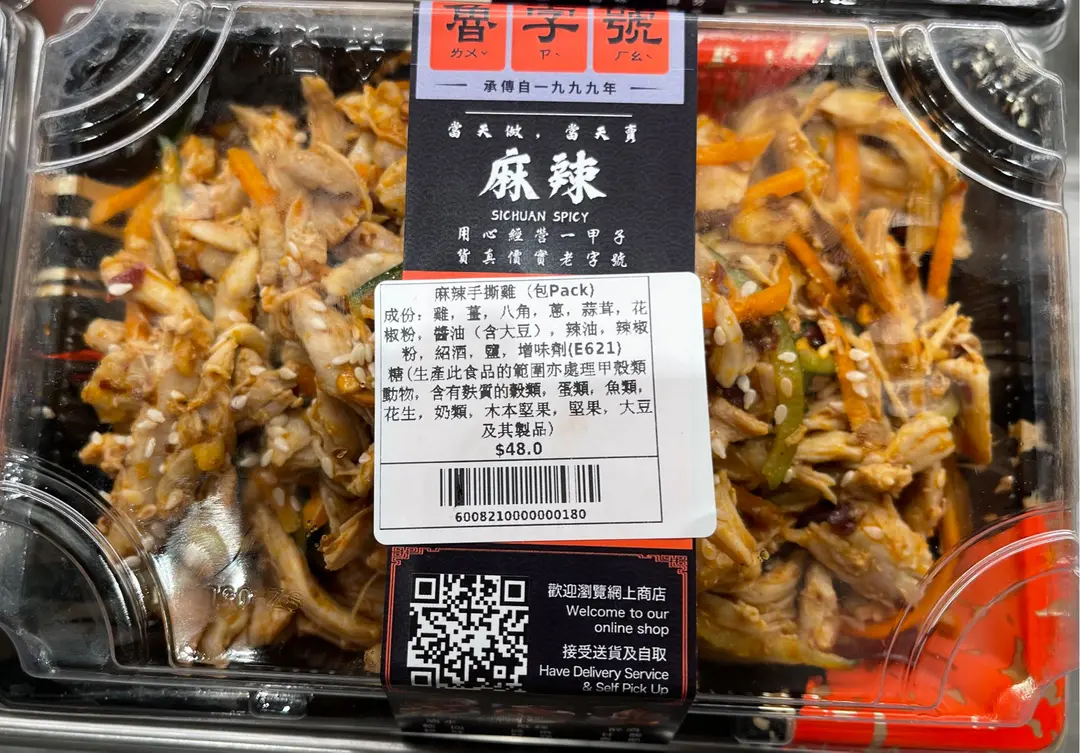 魯字號
ㄌㄨˇ ㄗˋ ㄏㄠˋ
承傳自一九九九年
當天做，當天賣
麻辣
SICHUAN SPICY
用心經營一甲子
貨真價實老字號
麻辣手撕雞 (包Pack)
成份: 雞, 薑, 八角, 蔥, 蒜茸, 花
椒粉, 醬油 (含大豆), 辣油, 辣椒
粉, 紹酒, 鹽, 增味劑(E621)
糖(生產此食品的範圍亦處理甲殼類
動物, 含有麩質的穀類, 蛋類, 魚類,
花生, 奶類, 木本堅果, 堅果, 大豆
及其製品)
$48.0
6008210000000180
歡迎瀏覽網上商店
Welcome to our
online shop
接受送貨及自取
Have Delivery Service
& Self Pick Up